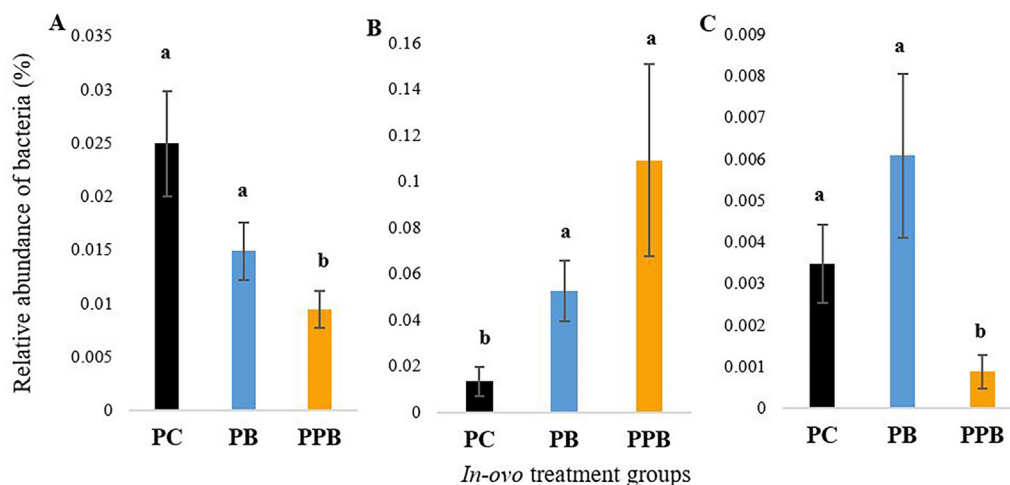 Relative abundance of bacteria (%)
A
0.035
0.03
0.025
0.02
0.015
0.01
0.005
0
a
a
b
PC PB PPB
B
0.16
0.14
0.12
0.1
0.08
0.06
0.04
0.02
0
b
a
a
PC PB PPB
C
0.009
0.008
0.007
0.006
0.005
0.004
0.003
0.002
0.001
0
a
a
b
PC PB PPB
In-ovo treatment groups